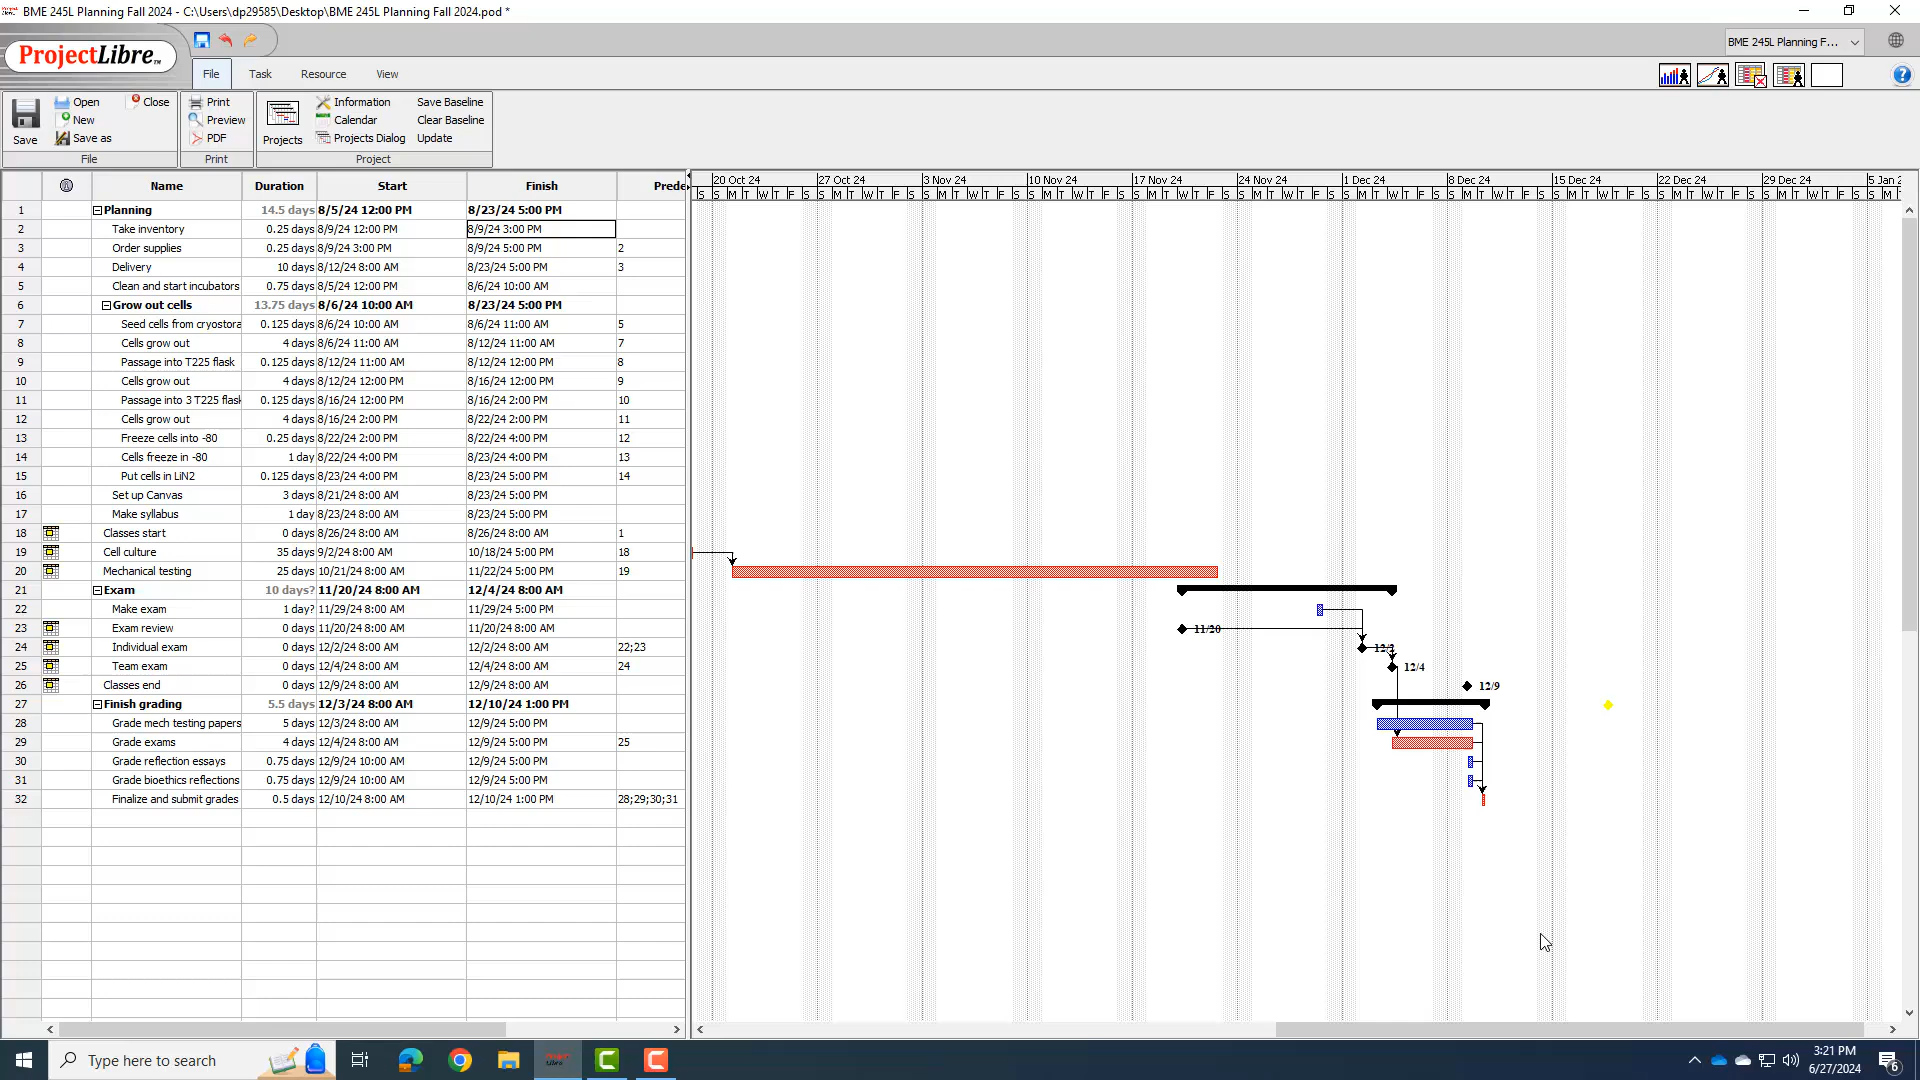 BME 245L Planning Fall 2024 - C:\Users\dp29585\Desktop\BME 245L Planning Fall 2024.pod *
ProjectLibre™
BME 245L Planning F...
File Task Resource View
Save
Open
New
Save as
Close
File
Print
Preview
PDF
Print
Projects
Information
Calendar
Projects Dialog
Save Baseline
Clear Baseline
Update
Project
Name Duration Start Finish Prede
1 Planning 14.5 days 8/5/24 12:00 PM 8/23/24 5:00 PM
2 Take inventory 0.25 days 8/9/24 12:00 PM 8/9/24 3:00 PM
3 Order supplies 0.25 days 8/9/24 3:00 PM 8/9/24 5:00 PM 2
4 Delivery 10 days 8/12/24 8:00 AM 8/23/24 5:00 PM 3
5 Clean and start incubators 0.75 days 8/5/24 12:00 PM 8/6/24 10:00 AM
6 Grow out cells 13.75 days 8/6/24 10:00 AM 8/23/24 5:00 PM
7 Seed cells from cryostora 0.125 days 8/6/24 10:00 AM 8/6/24 11:00 AM 5
8 Cells grow out 4 days 8/6/24 11:00 AM 8/12/24 11:00 AM 7
9 Passage into T225 flask 0.125 days 8/12/24 11:00 AM 8/12/24 12:00 PM 8
10 Cells grow out 4 days 8/12/24 12:00 PM 8/16/24 12:00 PM 9
11 Passage into 3 T225 flask 0.125 days 8/16/24 12:00 PM 8/16/24 2:00 PM 10
12 Cells grow out 4 days 8/16/24 2:00 PM 8/22/24 2:00 PM 11
13 Freeze cells into -80 0.25 days 8/22/24 2:00 PM 8/22/24 4:00 PM 12
14 Cells freeze in -80 1 day 8/22/24 4:00 PM 8/23/24 4:00 PM 13
15 Put cells in LiN2 0.125 days 8/23/24 4:00 PM 8/23/24 5:00 PM 14
16 Set up Canvas 3 days 8/21/24 8:00 AM 8/23/24 5:00 PM
17 Make syllabus 1 day 8/23/24 8:00 AM 8/23/24 5:00 PM
18 Classes start 0 days 8/26/24 8:00 AM 8/26/24 8:00 AM 1
19 Cell culture 35 days 9/2/24 8:00 AM 10/18/24 5:00 PM 18
20 Mechanical testing 25 days 10/21/24 8:00 AM 11/22/24 5:00 PM 19
21 Exam 10 days? 11/20/24 8:00 AM 12/4/24 8:00 AM
22 Make exam 1 day? 11/29/24 8:00 AM 11/29/24 5:00 PM
23 Exam review 0 days 11/20/24 8:00 AM 11/20/24 8:00 AM
24 Individual exam 0 days 12/2/24 8:00 AM 12/2/24 8:00 AM 22;23
25 Team exam 0 days 12/4/24 8:00 AM 12/4/24 8:00 AM 24
26 Classes end 0 days 12/9/24 8:00 AM 12/9/24 8:00 AM
27 Finish grading 5.5 days 12/3/24 8:00 AM 12/10/24 1:00 PM
28 Grade mech testing papers 5 days 12/3/24 8:00 AM 12/9/24 5:00 PM
29 Grade exams 4 days 12/4/24 8:00 AM 12/9/24 5:00 PM 25
30 Grade reflection essays 0.75 days 12/9/24 10:00 AM 12/9/24 5:00 PM
31 Grade bioethics reflections 0.75 days 12/9/24 10:00 AM 12/9/24 5:00 PM
32 Finalize and submit grades 0.5 days 12/10/24 8:00 AM 12/10/24 1:00 PM 28;29;30;31
20 Oct 24 27 Oct 24 3 Nov 24 10 Nov 24 17 Nov 24 24 Nov 24 1 Dec 24 8 Dec 24 15 Dec 24 22 Dec 24 29 Dec 24 5 Jan 2
S S M T W T F S S M T W T F S S M T W T F S S M T W T F S S M T W T F S S M T W T F S S M T W T F S S M T W T F S S M T W T F S S M T W T F S S M T W T F S S M T
11/20
12/2
12/4
12/9
Type here to search
3:21 PM
6/27/2024
6